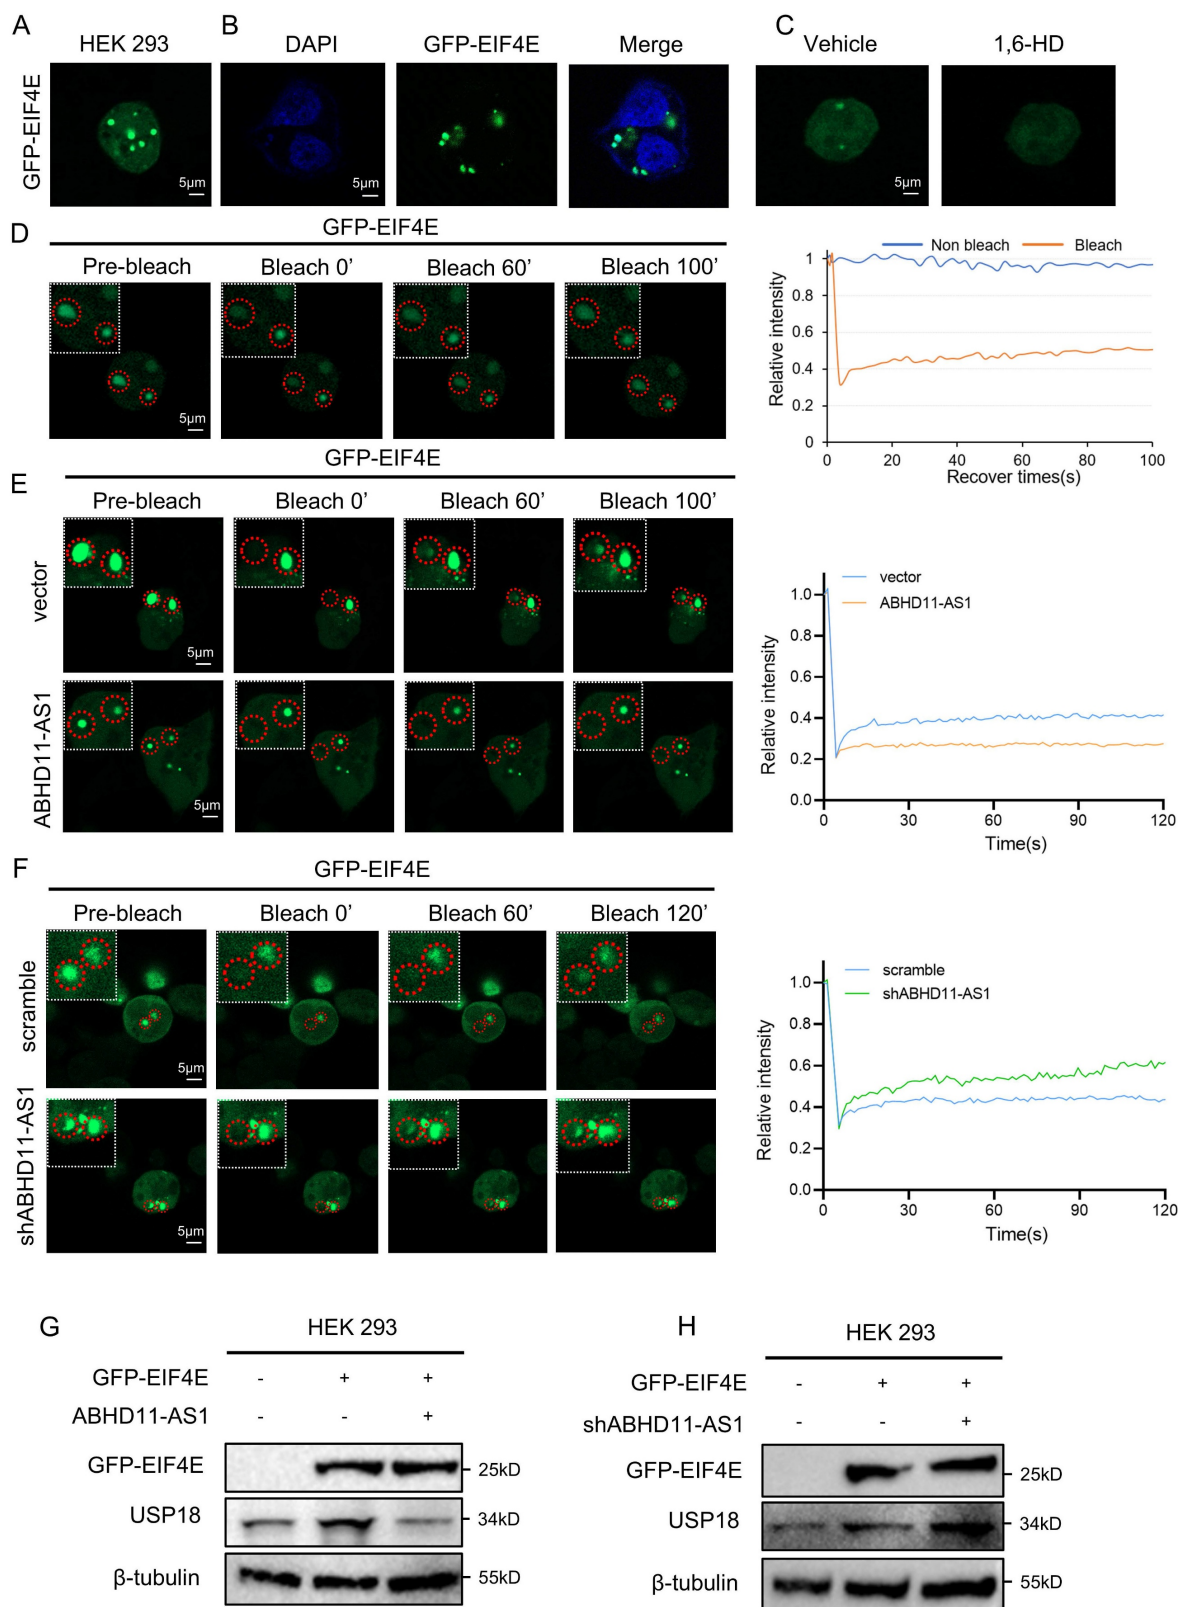 A
B
C
HEK 293
DAPI
GFP-EIF4E
Merge
Vehicle
1,6-HD
GFP-EIF4E
5μm
5μm
5μm
D
GFP-EIF4E
Pre-bleach
Bleach 0’
Bleach 60’
Bleach 100’
5μm
Non bleach
Bleach
Relative intensity
1
0.8
0.6
0.4
0.2
0
0
20
40
60
80
100
Recover times(s)
E
GFP-EIF4E
Pre-bleach
Bleach 0’
Bleach 60’
Bleach 100’
vector
5μm
ABHD11-AS1
5μm
vector
ABHD11-AS1
Relative intensity
1.0
0.8
0.6
0.4
0.2
0.0
0
30
60
90
120
Time(s)
F
GFP-EIF4E
Pre-bleach
Bleach 0’
Bleach 60’
Bleach 120’
scramble
5μm
shABHD11-AS1
5μm
scramble
shABHD11-AS1
Relative intensity
1.0
0.8
0.6
0.4
0.2
0.0
0
30
60
90
120
Time(s)
G
HEK 293
GFP-EIF4E - + +
ABHD11-AS1 - - +
GFP-EIF4E
25kD
USP18
34kD
β-tubulin
55kD
H
HEK 293
GFP-EIF4E - + +
shABHD11-AS1 - - +
GFP-EIF4E
25kD
USP18
34kD
β-tubulin
55kD